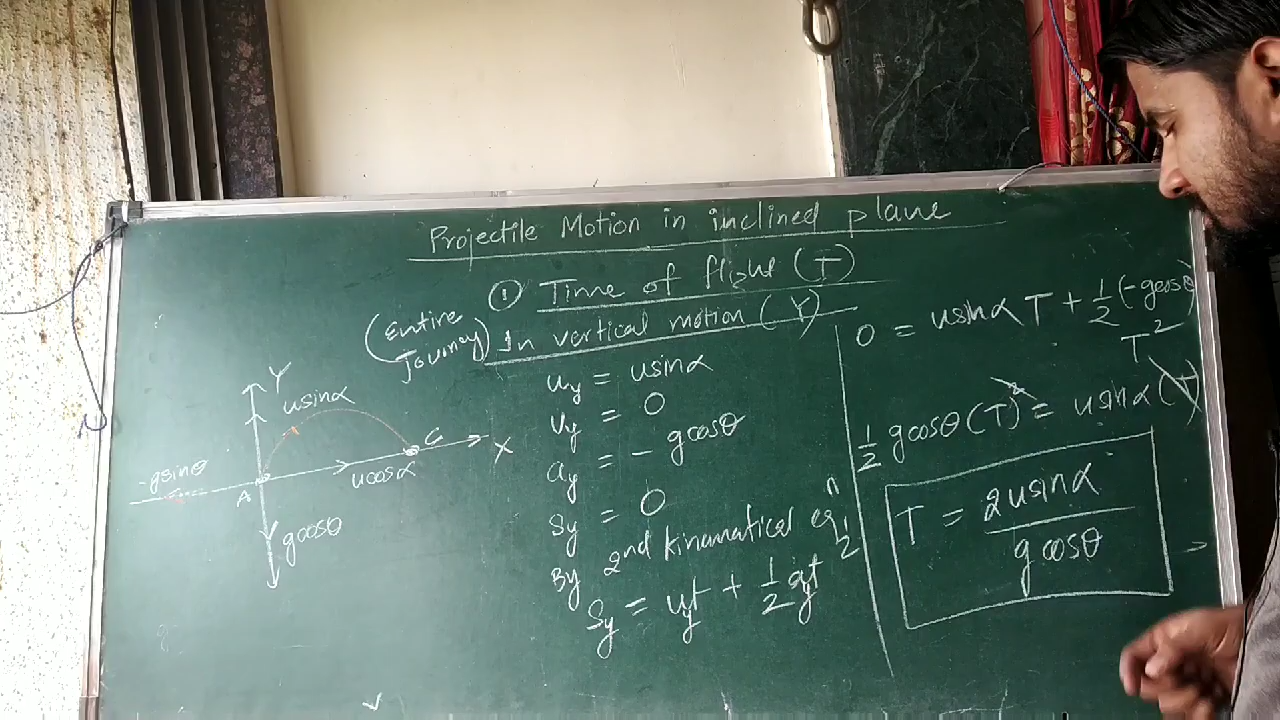 Projectile Motion in inclined plane
① Time of flight (T)
(Entire Journey) In vertical motion (Y)
uy = usinα
Vy = 0
ay = - gcosθ
Sy = 0
By 2nd kinamatical eqⁿ
Sy = uyt + 1/2 ayt²
0 = usinα T + 1/2 (-gcosθ)
T²
1/2 gcosθ (T)² = usinα (T)
T = 2usinα / gcosθ
Y
usinα
-gsinθ
A
ucosα
C
X
gcosθ